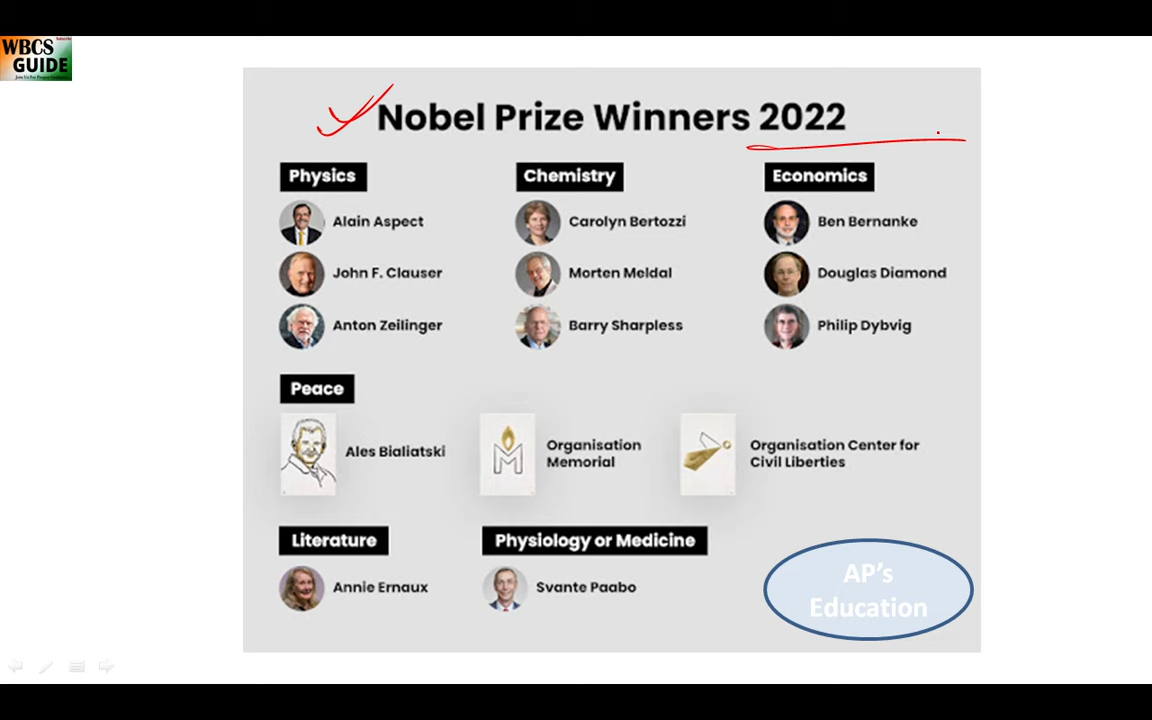 WBCS
GUIDE
Nobel Prize Winners 2022
Physics
Alain Aspect
John F. Clauser
Anton Zeilinger
Chemistry
Carolyn Bertozzi
Morten Meldal
Barry Sharpless
Economics
Ben Bernanke
Douglas Diamond
Philip Dybvig
Peace
Ales Bialiatski
Organisation
Memorial
Organisation Center for
Civil Liberties
Literature
Annie Ernaux
Physiology or Medicine
Svante Paabo
AP's
Education